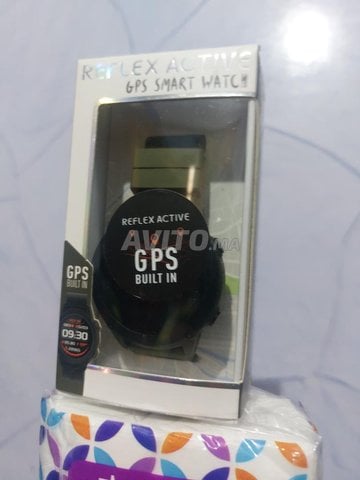 REFLEX ACTIVE
GPS SMART WATCH
REFLEX ACTIVE
AVITO.ma
GPS
BUILT IN
GPS
BUILT IN
09:30